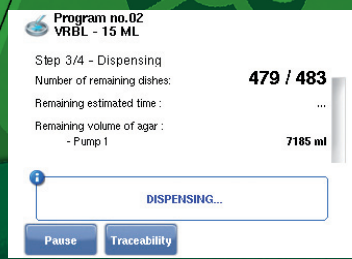 Program no.02
VRBL - 15 ML
Step 3/4 - Dispensing
Number of remaining dishes: 479 / 483
Remaining estimated time : ...
Remaining volume of agar :
- Pump 1 7185 ml
i
DISPENSING...
Pause Traceability